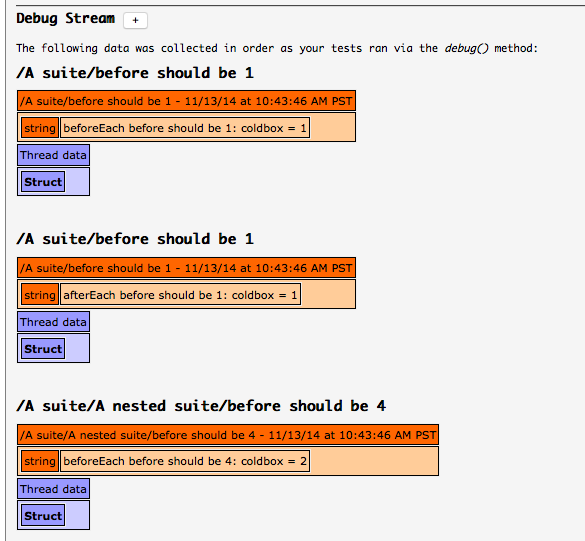 Debug Stream +
The following data was collected in order as your tests ran via the debug() method:
/A suite/before should be 1
/A suite/before should be 1 - 11/13/14 at 10:43:46 AM PST
string beforeEach before should be 1: coldbox = 1
Thread data
Struct
/A suite/before should be 1
/A suite/before should be 1 - 11/13/14 at 10:43:46 AM PST
string afterEach before should be 1: coldbox = 1
Thread data
Struct
/A suite/A nested suite/before should be 4
/A suite/A nested suite/before should be 4 - 11/13/14 at 10:43:46 AM PST
string beforeEach before should be 4: coldbox = 2
Thread data
Struct